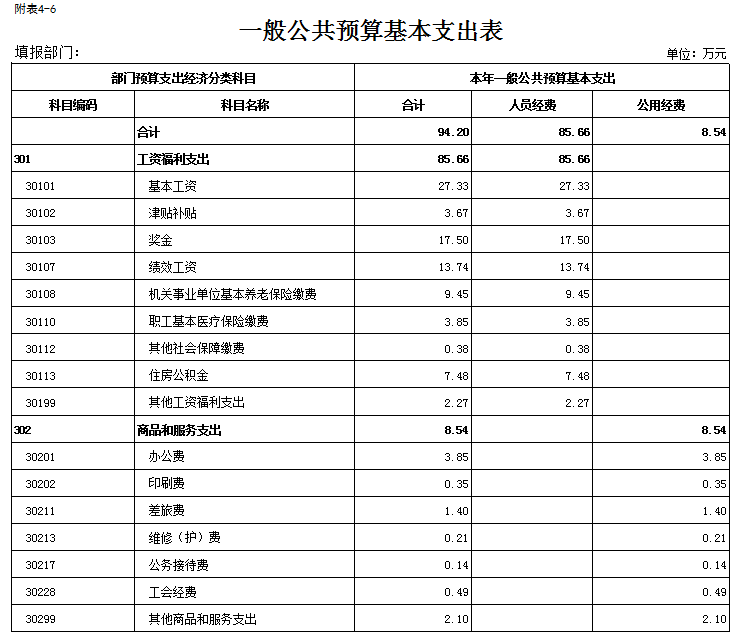 附表4-6
一般公共预算基本支出表
填报部门： 单位：万元
部门预算支出经济分类科目 本年一般公共预算基本支出
科目编码 科目名称 合计 人员经费 公用经费
合计 94.20 85.66 8.54
301 工资福利支出 85.66 85.66
30101 基本工资 27.33 27.33
30102 津贴补贴 3.67 3.67
30103 奖金 17.50 17.50
30107 绩效工资 13.74 13.74
30108 机关事业单位基本养老保险缴费 9.45 9.45
30110 职工基本医疗保险缴费 3.85 3.85
30112 其他社会保障缴费 0.38 0.38
30113 住房公积金 7.48 7.48
30199 其他工资福利支出 2.27 2.27
302 商品和服务支出 8.54 8.54
30201 办公费 3.85 3.85
30202 印刷费 0.35 0.35
30211 差旅费 1.40 1.40
30213 维修（护）费 0.21 0.21
30217 公务接待费 0.14 0.14
30228 工会经费 0.49 0.49
30299 其他商品和服务支出 2.10 2.10